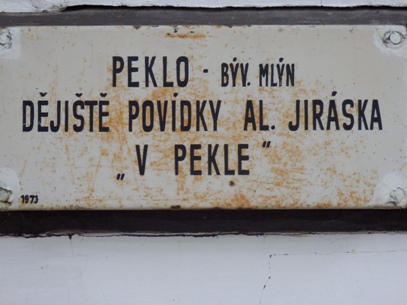 PEKLO - BÝV. MLÝN
DĚJIŠTĚ POVÍDKY AL. JIRÁSKA
„V PEKLE"
1973